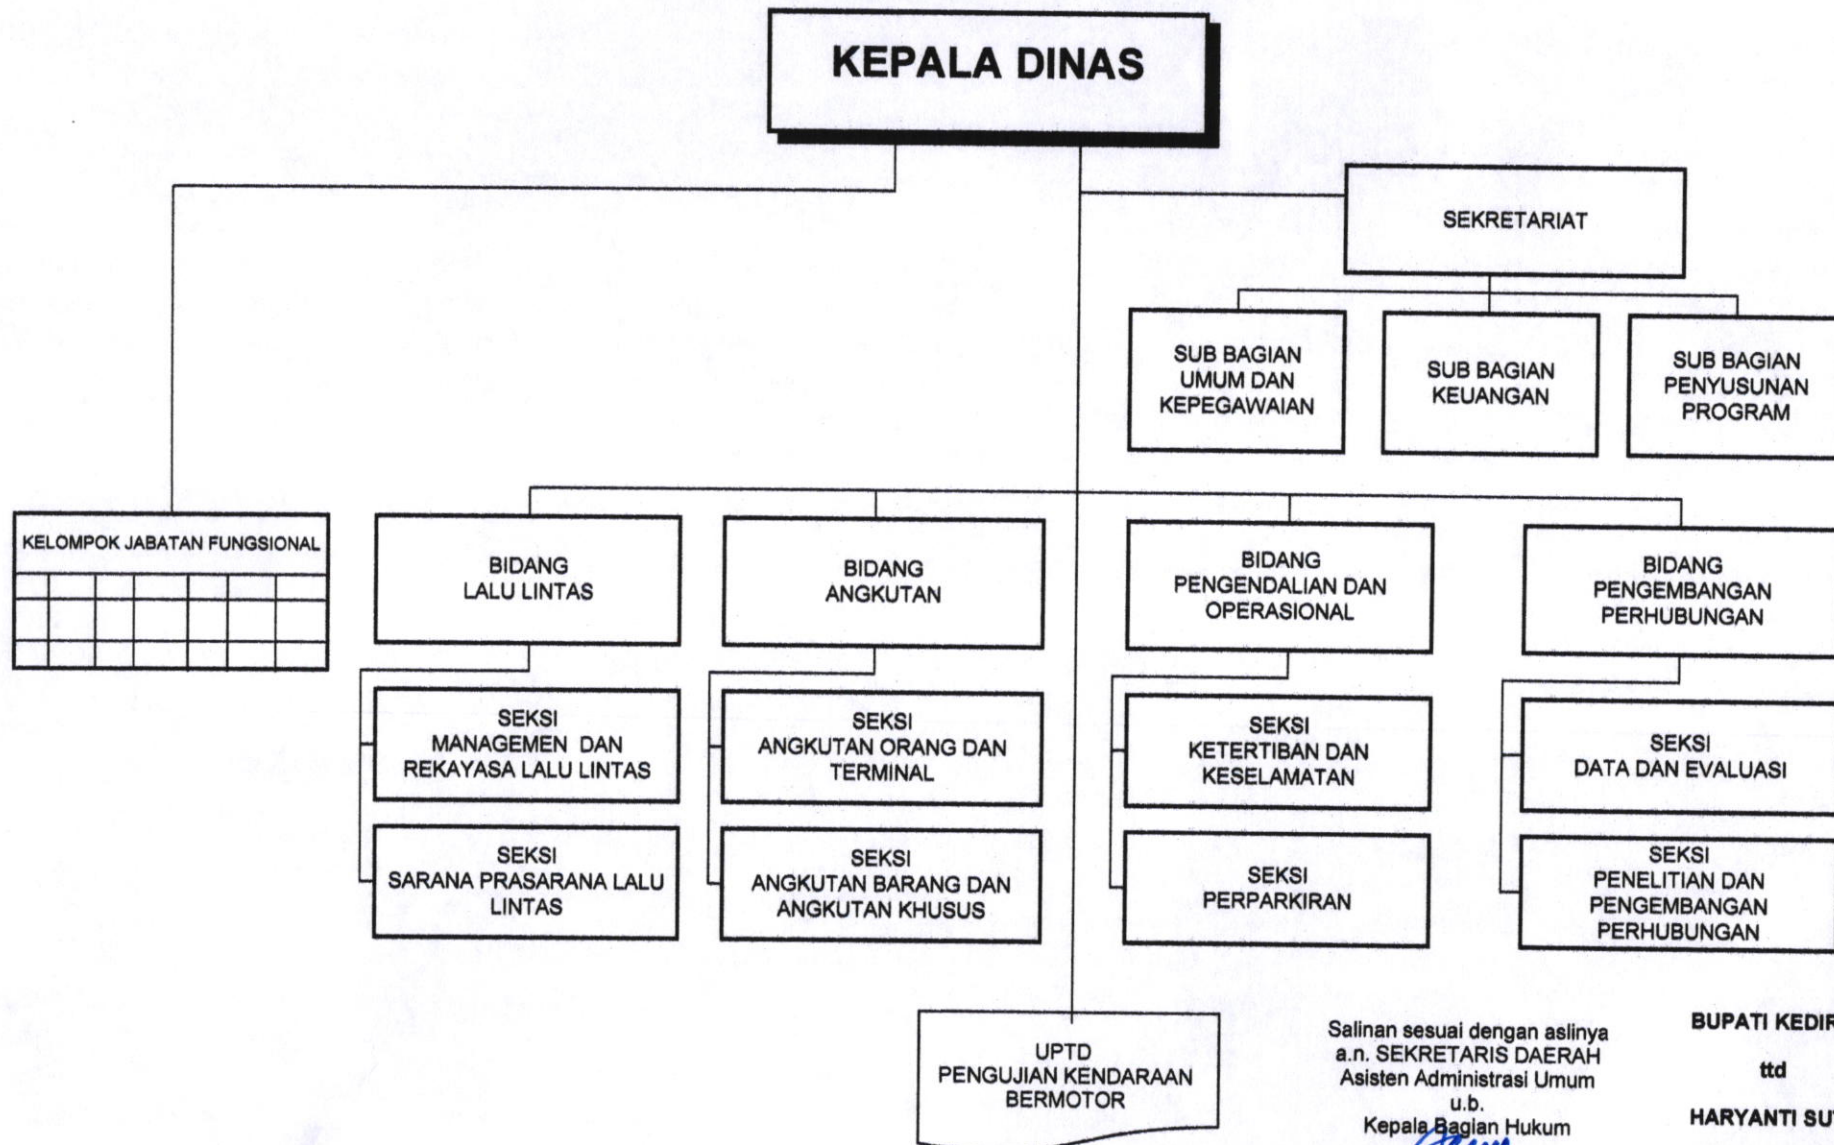 KEPALA DINAS
SEKRETARIAT
SUB BAGIAN
UMUM DAN
KEPEGAWAIAN
SUB BAGIAN
KEUANGAN
SUB BAGIAN
PENYUSUNAN
PROGRAM
KELOMPOK JABATAN FUNGSIONAL
BIDANG
LALU LINTAS
BIDANG
ANGKUTAN
BIDANG
PENGENDALIAN DAN
OPERASIONAL
BIDANG
PENGEMBANGAN
PERHUBUNGAN
SEKSI
MANAGEMEN DAN
REKAYASA LALU LINTAS
SEKSI
ANGKUTAN ORANG DAN
TERMINAL
SEKSI
KETERTIBAN DAN
KESELAMATAN
SEKSI
DATA DAN EVALUASI
SEKSI
SARANA PRASARANA LALU
LINTAS
SEKSI
ANGKUTAN BARANG DAN
ANGKUTAN KHUSUS
SEKSI
PERPARKIRAN
SEKSI
PENELITIAN DAN
PENGEMBANGAN
PERHUBUNGAN
UPTD
PENGUJIAN KENDARAAN
BERMOTOR
Salinan sesuai dengan aslinya
a.n. SEKRETARIS DAERAH
Asisten Administrasi Umum
u.b.
Kepala Bagian Hukum
BUPATI
ttd
HARYANTI